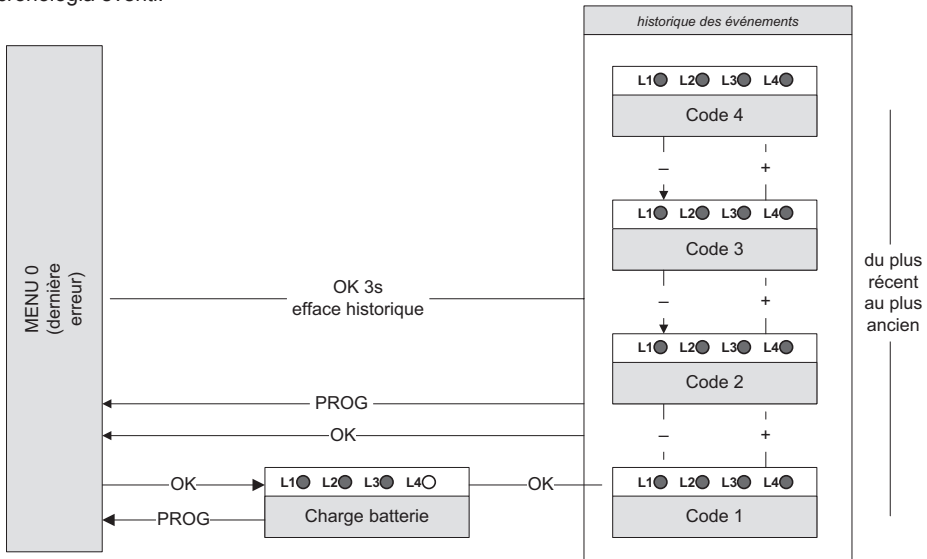 cronologia eventi.
historique des événements
L1 L2 L3 L4
Code 4
– +
L1 L2 L3 L4
Code 3
– +
L1 L2 L3 L4
Code 2
– +
L1 L2 L3 L4
Code 1
du plus
récent
au plus
ancien
MENU 0
(dernière
erreur)
OK 3s
efface historique
PROG
OK
OK
L1 L2 L3 L4
Charge batterie
OK
PROG